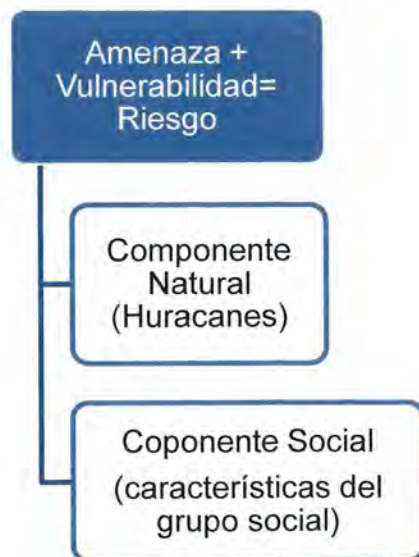 Amenaza +
Vulnerabilidad=
Riesgo
Componente
Natural
(Huracanes)
Coponente Social
(características del
grupo social)